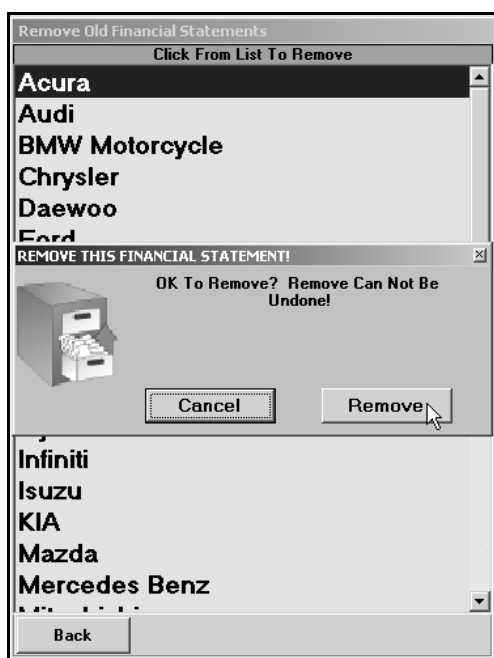 Remove Old Financial Statements
Click From List To Remove
Acura
Audi
BMW Motorcycle
Chrysler
Daewoo
Ford
REMOVE THIS FINANCIAL STATEMENT!
OK To Remove? Remove Can Not Be
Undone!
Cancel Remove
Infiniti
Isuzu
KIA
Mazda
Mercedes Benz
Back